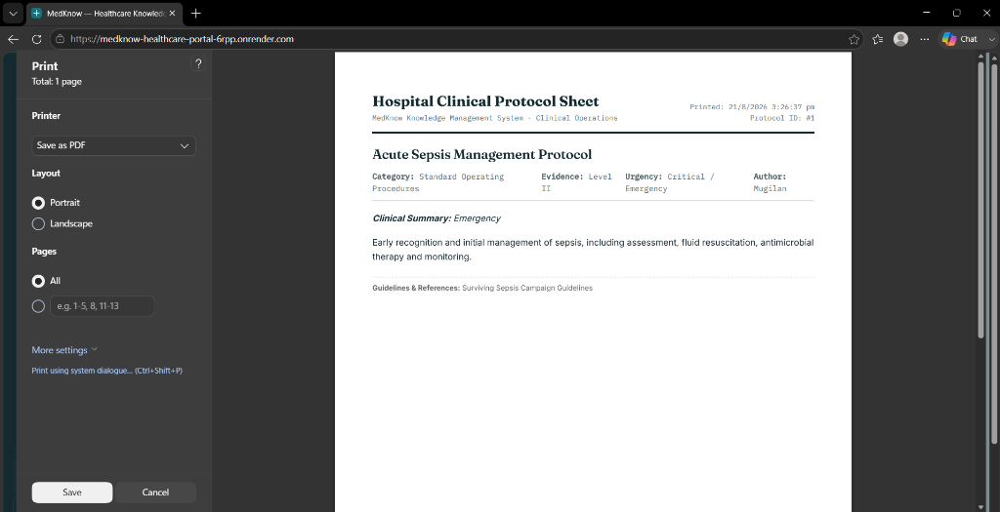 MedKnow — Healthcare Knowled
https://medknow-healthcare-portal-6rpp.onrender.com
Chat
Print
?
Total: 1 page
Printer
Save as PDF
Layout
Portrait
Landscape
Pages
All
e.g. 1-5, 8, 11-13
More settings
Print using system dialogue... (Ctrl+Shift+P)
Save
Cancel
Hospital Clinical Protocol Sheet
MedKnow Knowledge Management System - Clinical Operations
Printed: 21/8/2026 3:26:37 pm
Protocol ID: #1
Acute Sepsis Management Protocol
Category: Standard Operating Procedures
Evidence: Level II
Urgency: Critical / Emergency
Author: Mugilan
Clinical Summary: Emergency
Early recognition and initial management of sepsis, including assessment, fluid resuscitation, antimicrobial
therapy and monitoring.
Guidelines & References: Surviving Sepsis Campaign Guidelines